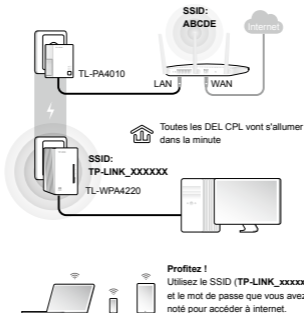 SSID:
ABCDE
Internet
TL-PA4010
LAN
WAN
Toutes les DEL CPL vont s'allumer
dans la minute
SSID:
TP-LINK_XXXXXX
TL-WPA4220
Profitez !
Utilisez le SSID (TP-LINK_xxxxx
et le mot de passe que vous avez
noté pour accéder à internet.